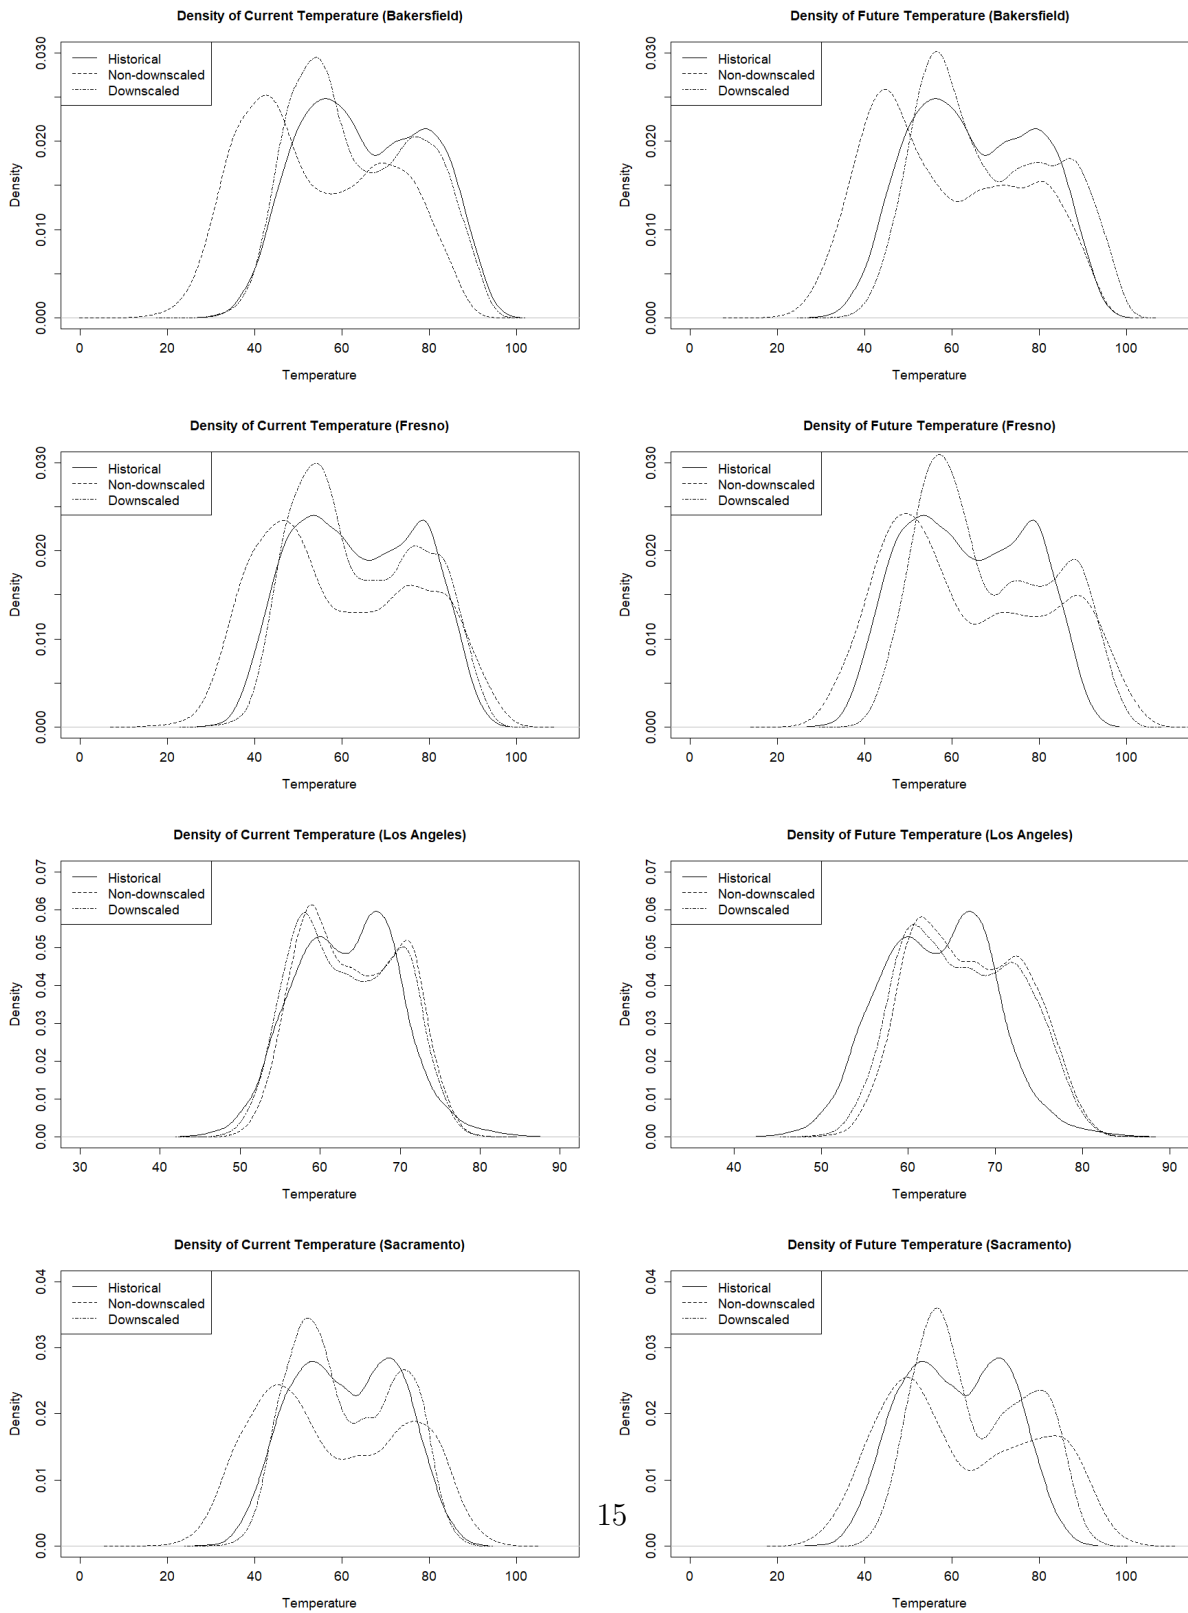 Density of Current Temperature (Bakersfield)
Historical
Non-downscaled
Downscaled
Density
0.000
0.010
0.020
0.030
0 20 40 60 80 100
Temperature
Density of Future Temperature (Bakersfield)
Historical
Non-downscaled
Downscaled
Density
0.000
0.010
0.020
0.030
0 20 40 60 80 100
Temperature
Density of Current Temperature (Fresno)
Historical
Non-downscaled
Downscaled
Density
0.000
0.010
0.020
0.030
0 20 40 60 80 100
Temperature
Density of Future Temperature (Fresno)
Historical
Non-downscaled
Downscaled
Density
0.000
0.010
0.020
0.030
0 20 40 60 80 100
Temperature
Density of Current Temperature (Los Angeles)
Historical
Non-downscaled
Downscaled
Density
0.00
0.01
0.02
0.03
0.04
0.05
0.06
0.07
30 40 50 60 70 80 90
Temperature
Density of Future Temperature (Los Angeles)
Historical
Non-downscaled
Downscaled
Density
0.00
0.01
0.02
0.03
0.04
0.05
0.06
0.07
40 50 60 70 80 90
Temperature
Density of Current Temperature (Sacramento)
Historical
Non-downscaled
Downscaled
Density
0.00
0.01
0.02
0.03
0.04
0 20 40 60 80 100
Temperature
Density of Future Temperature (Sacramento)
Historical
Non-downscaled
Downscaled
Density
0.00
0.01
0.02
0.03
0.04
0 20 40 60 80 100
Temperature
15